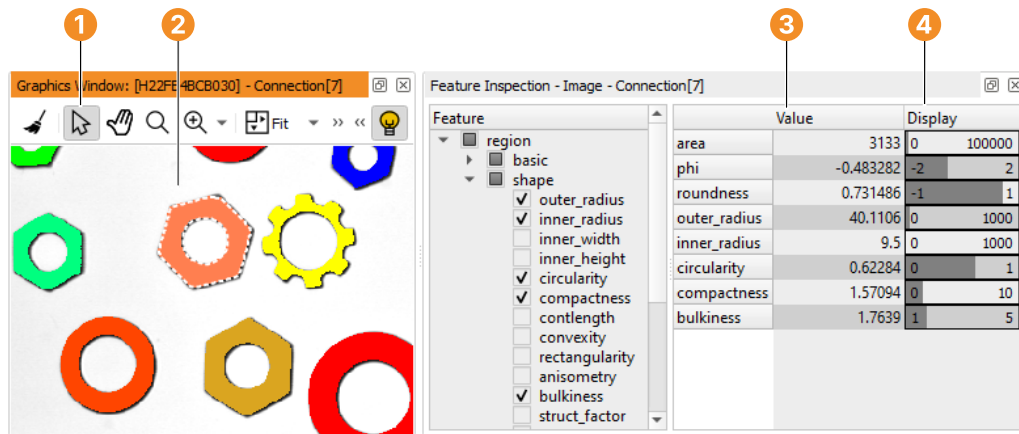 1 2 3 4
Graphics Window: [H22FB4BCB030] - Connection[7]
Fit
Feature Inspection - Image - Connection[7]
Feature
region
basic
shape
outer_radius
inner_radius
inner_width
inner_height
circularity
compactness
contlength
convexity
rectangularity
anisometry
bulkiness
struct_factor
Value Display
area 3133 0 100000
phi -0.483282 -2 2
roundness 0.731486 -1 1
outer_radius 40.1106 0 1000
inner_radius 9.5 0 1000
circularity 0.62284 0 1
compactness 1.57094 0 10
bulkiness 1.7639 1 5